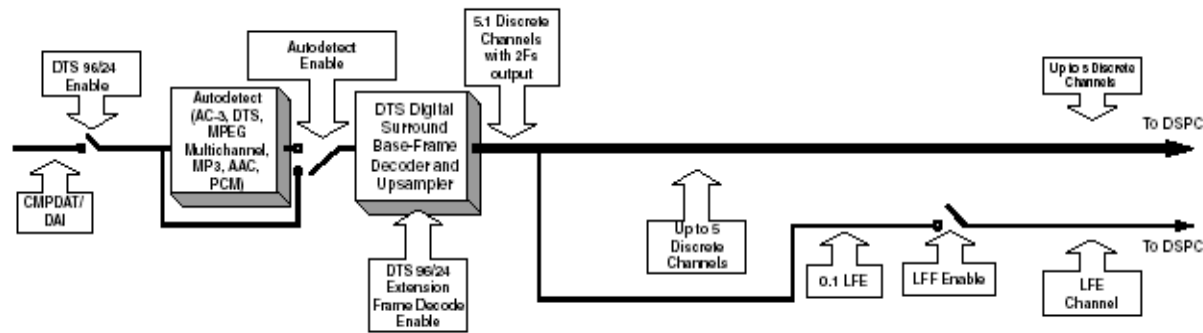 DTS 96/24
Enable
CMPDAT/
DAI
Autodetect
(AC-3, DTS,
MPEG
Multichannel,
MP3, AAC,
PCM)
Autodetect
Enable
DTS Digital
Surround
Base-Frame
Decoder and
Upsampler
DTS 96/24
Extension
Frame Decode
Enable
5.1 Discrete
Channels
with 2Fs
output
Up to 5
Discrete
Channels
Up to 5 Discrete
Channels
To DSPC
0.1 LFE
LFF Enable
LFE
Channel
To DSPC